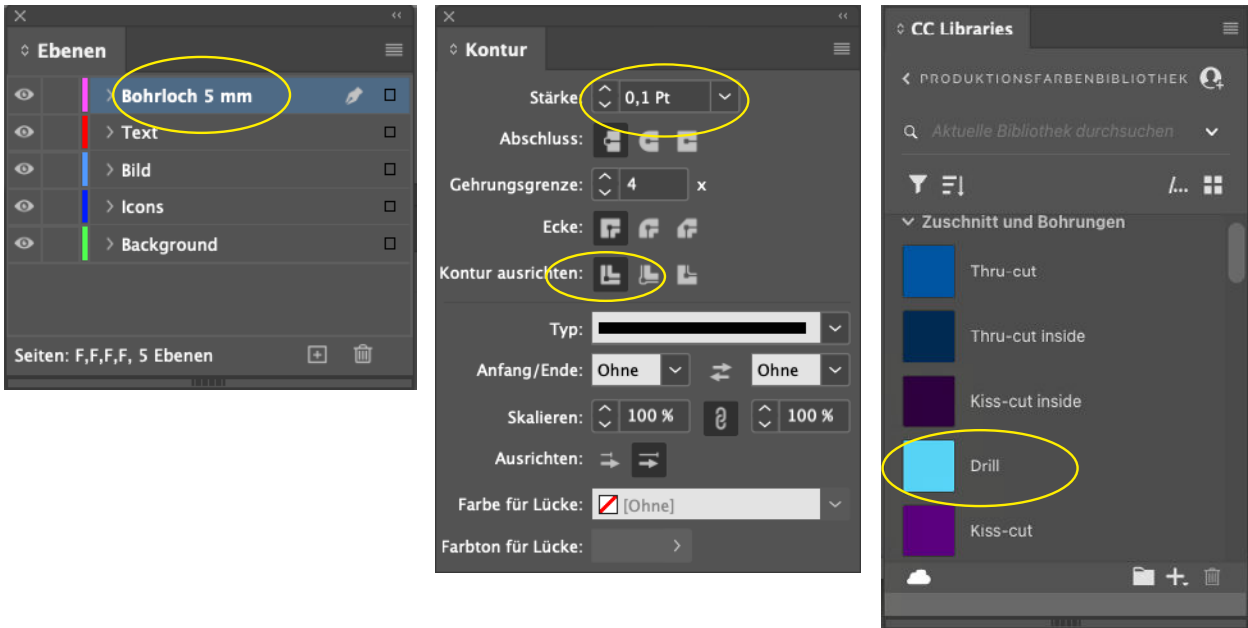 Ebenen
Bohrloch 5 mm
Text
Bild
Icons
Background
Seiten: F,F,F,F, 5 Ebenen
Kontur
Stärke: 0,1 Pt
Abschluss:
Gehrungsgrenze: 4 x
Ecke:
Kontur ausrichten:
Typ:
Anfang/Ende: Ohne Ohne
Skalieren: 100 % 100 %
Ausrichten:
Farbe für Lücke: [Ohne]
Farbton für Lücke:
CC Libraries
PRODUKTIONSFARBENBIBLIOTHEK
Aktuelle Bibliothek durchsuchen
/...
Zuschnitt und Bohrungen
Thru-cut
Thru-cut inside
Kiss-cut inside
Drill
Kiss-cut